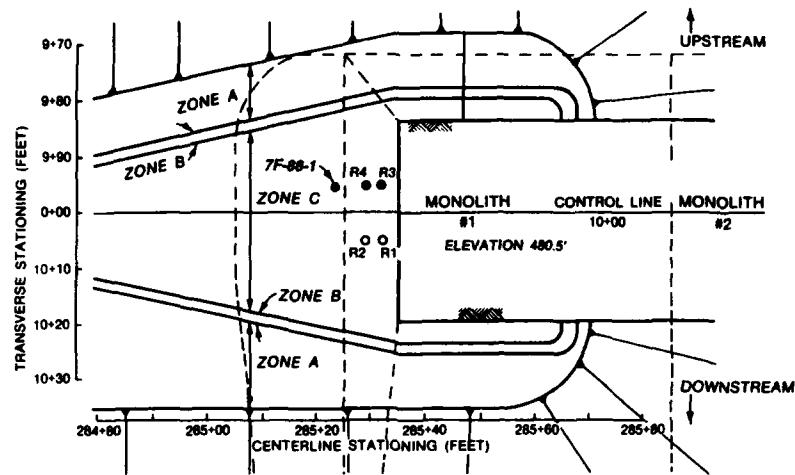 9+70
UPSTREAM
9+80
ZONE A
9+90
ZONE B
7F-88-1
R4 R3
ZONE C
MONOLITH
#1
CONTROL LINE
10+00
MONOLITH
#2
0+00
R2 R1
ELEVATION 480.5'
10+10
ZONE B
10+20
ZONE A
10+30
DOWNSTREAM
TRANSVERSE STATIONING (FEET)
284+80
285+00
285+20
285+40
285+60
285+80
CENTERLINE STATIONING (FEET)